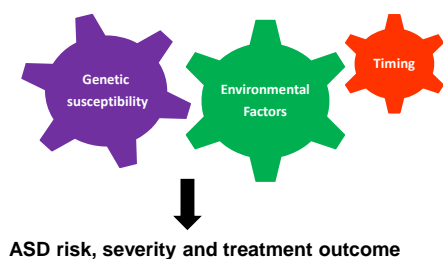 Genetic
susceptibility
Environmental
Factors
Timing
ASD risk, severity and treatment outcome